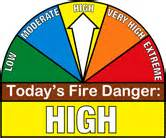 LOW
MODERATE
HIGH
VERY HIGH
EXTREME
Today's Fire Danger:
HIGH